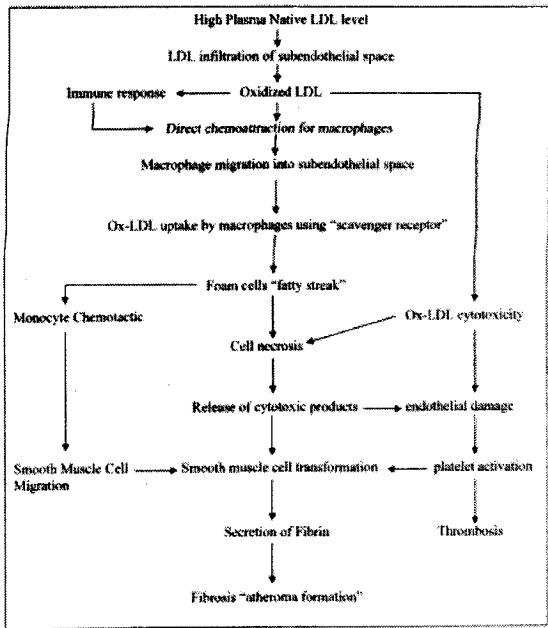 High Plasma Native LDL level
LDL infiltration of subendothelial space
Immune response
Oxidized LDL
Direct chemoattraction for macrophages
Macrophage migration into subendothelial space
Ox-LDL uptake by macrophages using "scavenger receptor"
Foam cells "fatty streak"
Monocyte Chemotactic
Ox-LDL cytotoxicity
Cell necrosis
Release of cytotoxic products
endothelial damage
Smooth Muscle Cell
Migration
Smooth muscle cell transformation
platelet activation
Secretion of Fibrin
Thrombosis
Fibrosis "atheroma formation"